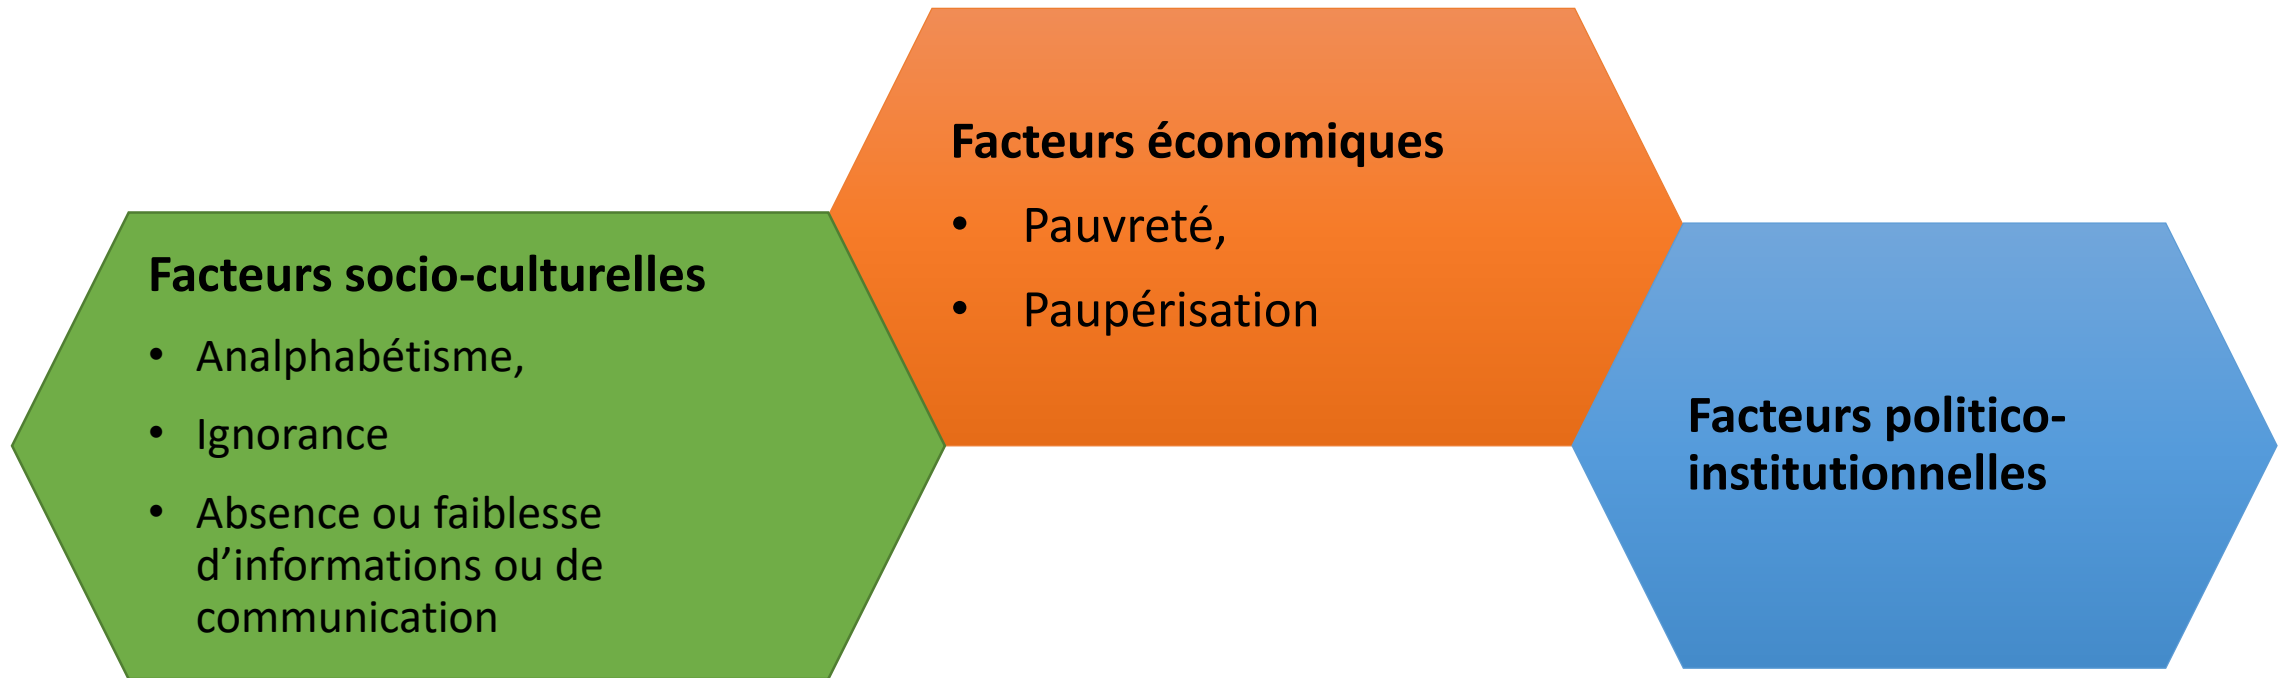 Facteurs socio-culturelles
• Analphabétisme,
• Ignorance
• Absence ou faiblesse
d’informations ou de
communication
Facteurs économiques
• Pauvreté,
• Paupérisation
Facteurs politico-
institutionnelles